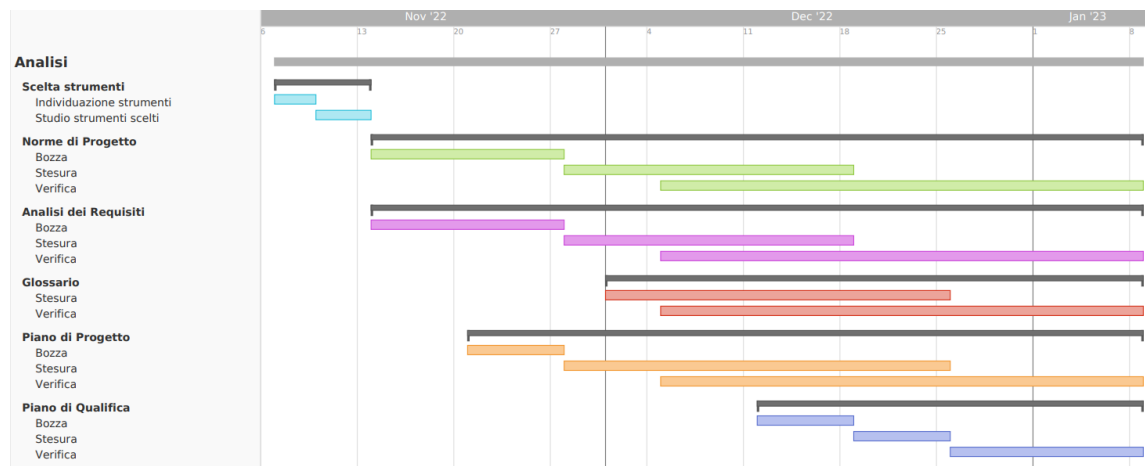 Nov '22 Dec '22 Jan '23
6 13 20 27 4 11 18 25 1 8
Analisi
Scelta strumenti
Individuazione strumenti
Studio strumenti scelti
Norme di Progetto
Bozza
Stesura
Verifica
Analisi dei Requisiti
Bozza
Stesura
Verifica
Glossario
Stesura
Verifica
Piano di Progetto
Bozza
Stesura
Verifica
Piano di Qualifica
Bozza
Stesura
Verifica